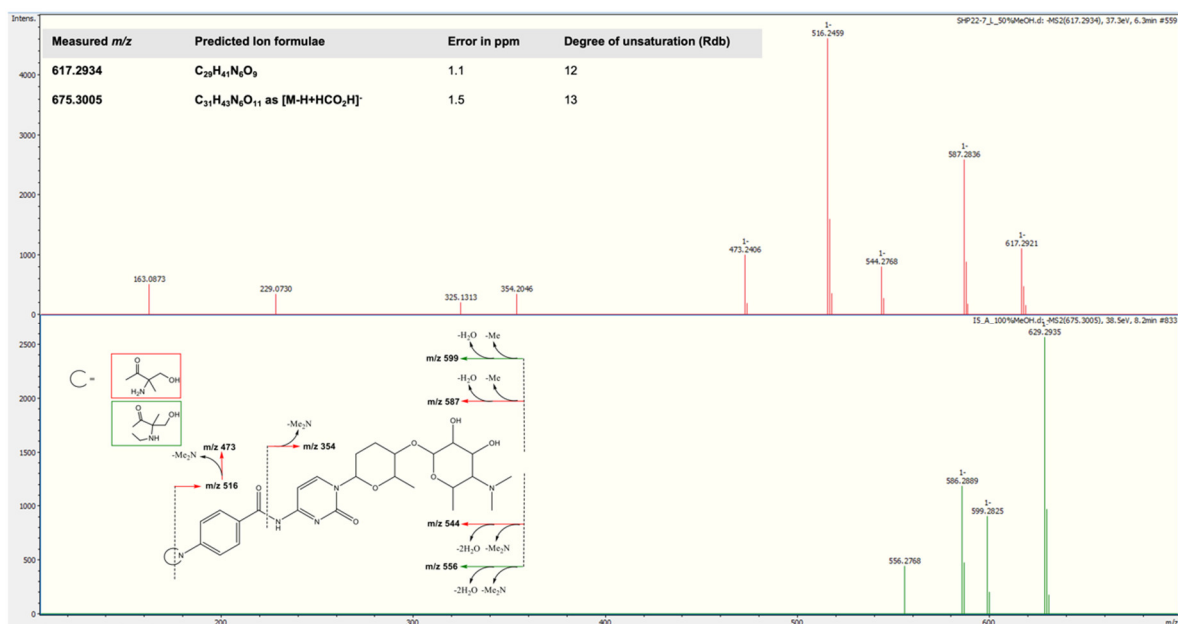 Intens.
SHP22-7_L_50%MeOH.d: -MS2(617.2934), 37.3eV, 6.3min #559
Measured m/z Predicted Ion formulae Error in ppm Degree of unsaturation (Rdb)
617.2934 C29H41N6O9 1.1 12
675.3005 C31H43N6O11 as [M-H+HCO2H]- 1.5 13
4000
3000
2000
1000
0
1-
516.2459
1-
587.2836
1-
617.2921
1-
473.2406
1-
544.2768
163.0873
229.0730
325.1313
354.2046
I5_A_100%MeOH.d: -MS2(675.3005), 38.5eV, 8.2min #833
1-
629.2935
2500
2000
1500
1000
500
0
1-
586.2889
1-
599.2825
556.2768
C =
O
OH
H2N
O
OH
NH
-H2O -Me
m/z 599
-H2O -Me
m/z 587
-Me2N
m/z 354
m/z 473
-Me2N
m/z 516
OH
OH
O
O
O
N
O
N
H
N
N
O
N
m/z 544
-2H2O -Me2N
m/z 556
-2H2O -Me2N
200 300 400 500 600 m/z